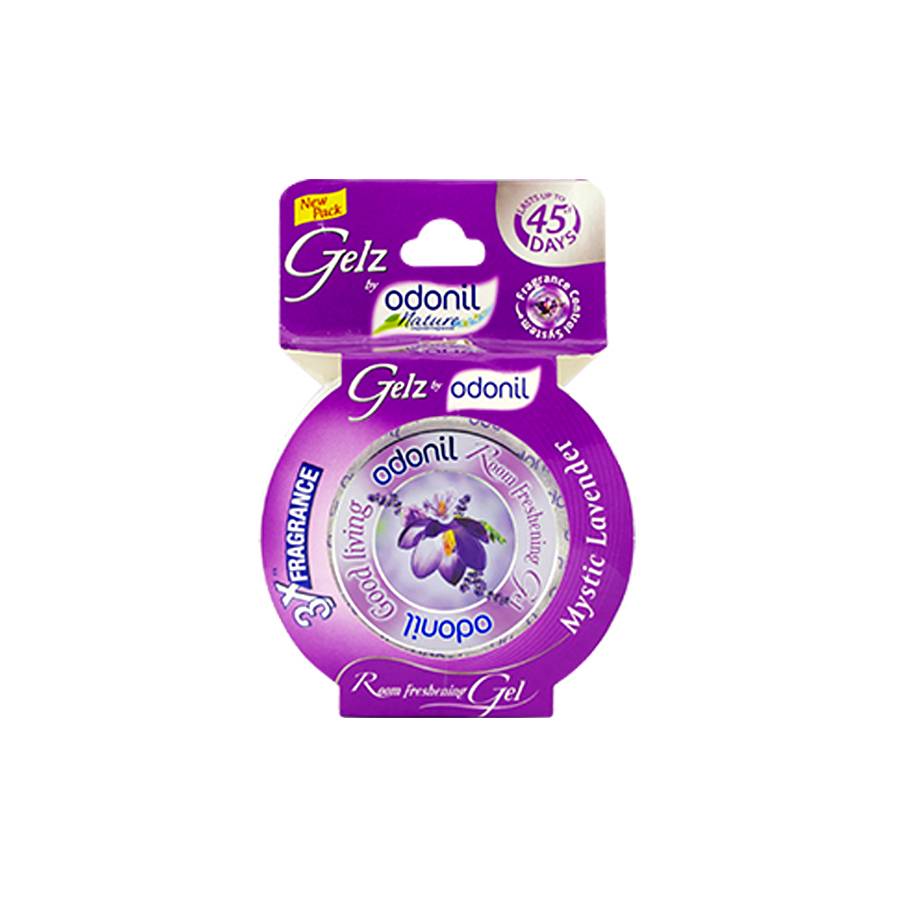 New
Pack
Gelz
by
odonil
Nature
LASTS UP TO
45*
DAYS
Fragrance Control System
Gelz by odonil
odonil
Room Freshening Gel
Good living
odonil
3X FRAGRANCE
Mystic Lavender
Room Freshening Gel